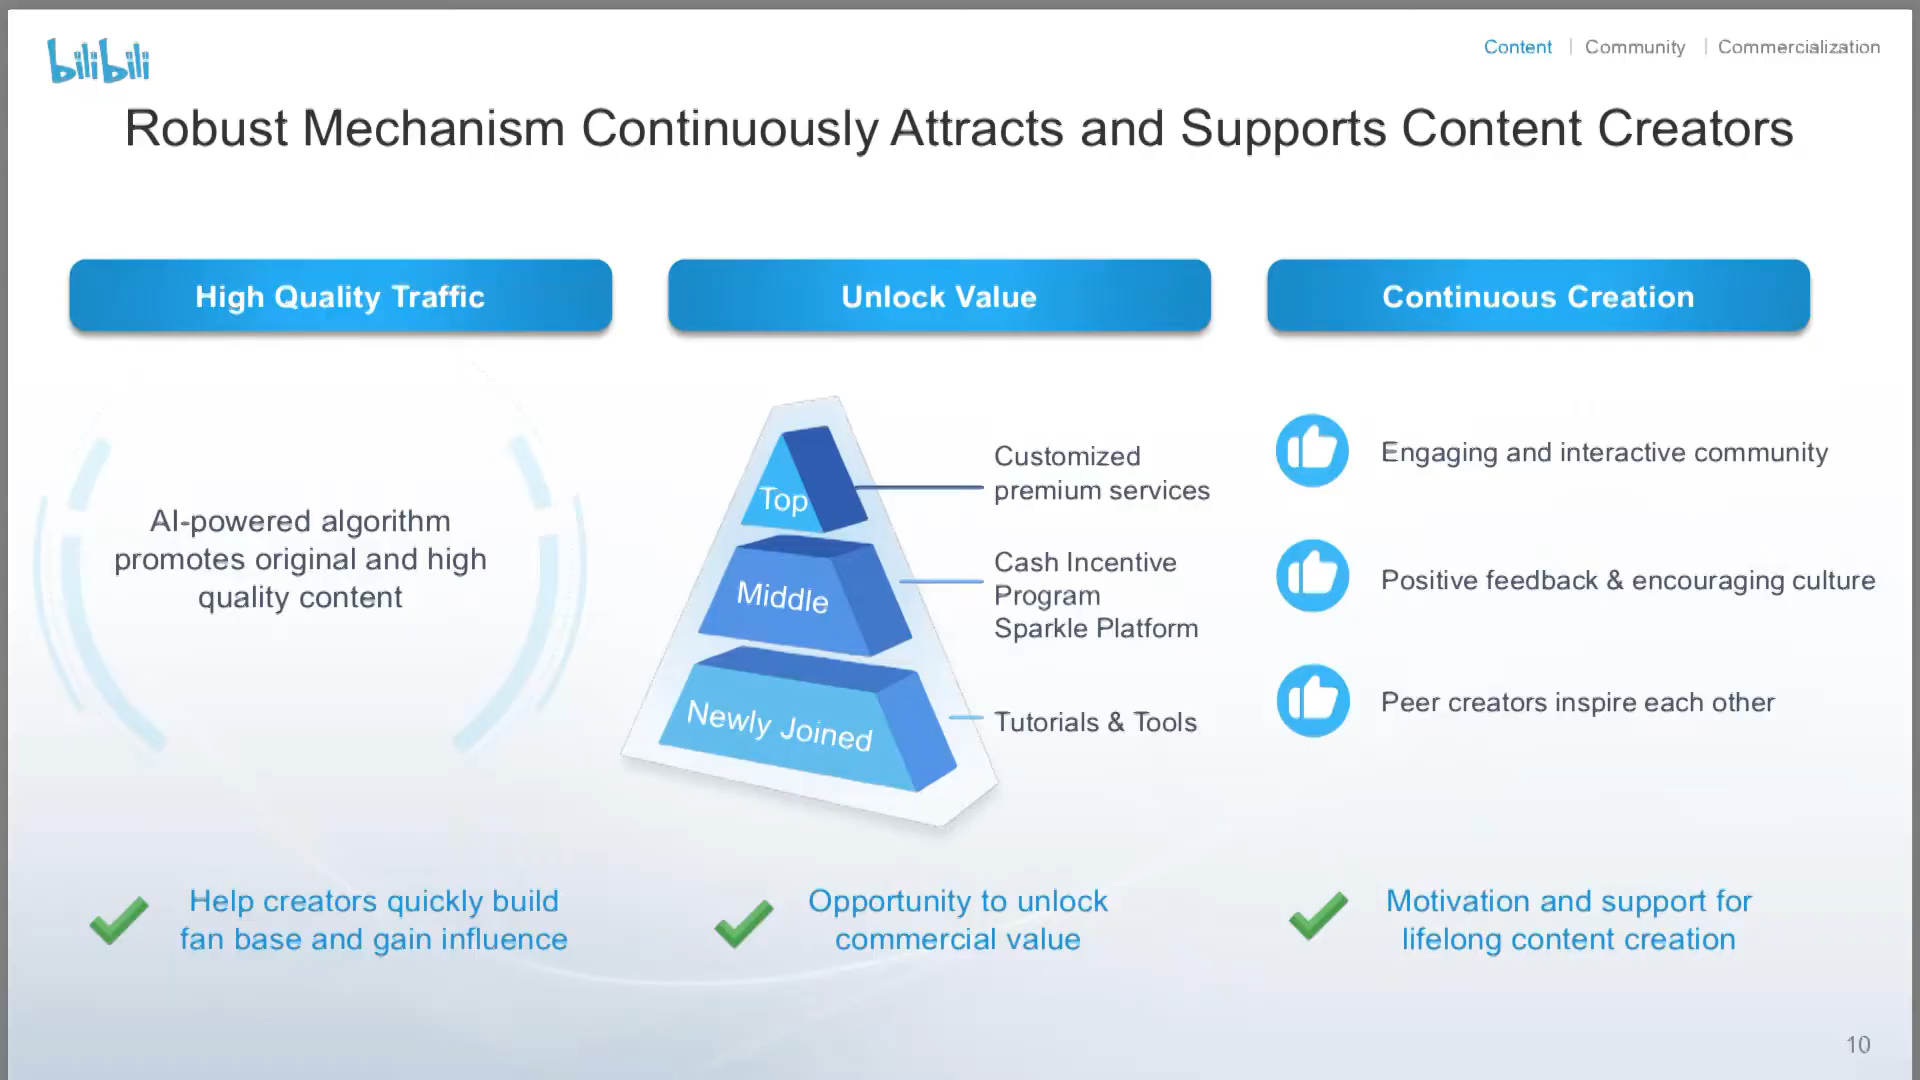 bilibili
Content | Community | Commercialization
Robust Mechanism Continuously Attracts and Supports Content Creators
High Quality Traffic
AI-powered algorithm
promotes original and high
quality content
Help creators quickly build
fan base and gain influence
Unlock Value
Top
Customized
premium services
Middle
Cash Incentive
Program
Sparkle Platform
Newly Joined
Tutorials & Tools
Opportunity to unlock
commercial value
Continuous Creation
Engaging and interactive community
Positive feedback & encouraging culture
Peer creators inspire each other
Motivation and support for
lifelong content creation
10